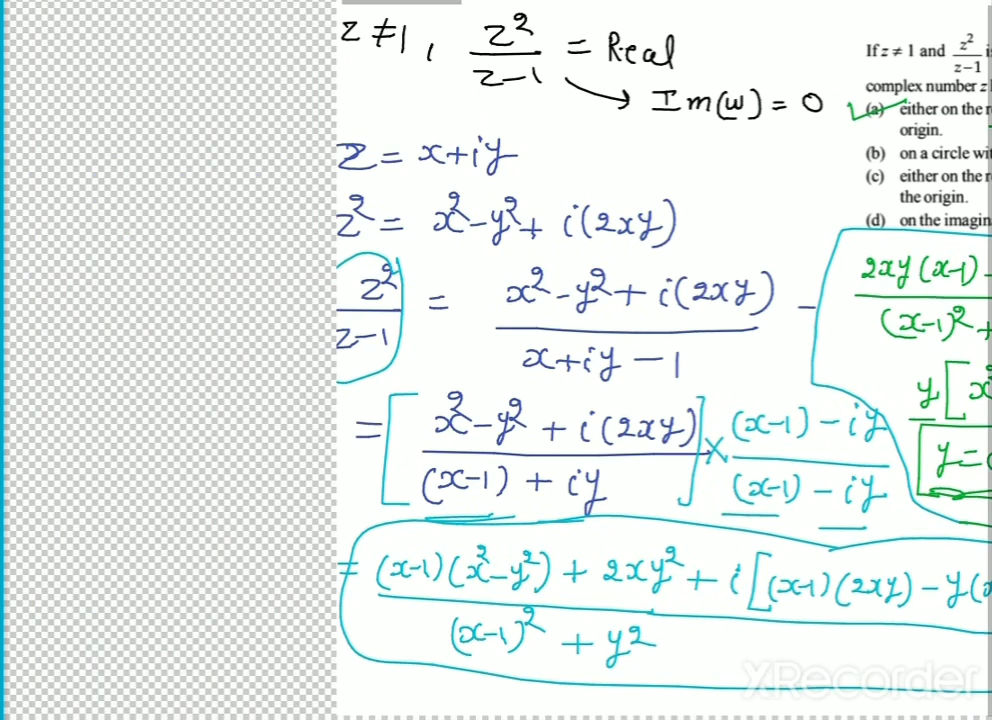 z ≠ 1, z²/(z-1) = Real
→ Im(w) = 0
z = x+iy
z² = x²-y²+ i(2xy)
z²/(z-1) = (x²-y²+i(2xy))/(x+iy-1) -
= [(x²-y²+i(2xy))/((x-1)+iy)] × ((x-1)-iy)/((x-1)-iy)
= ((x-1)(x²-y²)+2xy²+i[(x-1)(2xy)-y(x)/((x-1)²+y²)
If z ≠ 1 and z²/(z-1) i
complex number z l
(a) either on the r
origin.
(b) on a circle wi
(c) either on the r
the origin.
(d) on the imagin
2xy(x-1)-
(x-1)²+
y[x²
y=
XRecorder